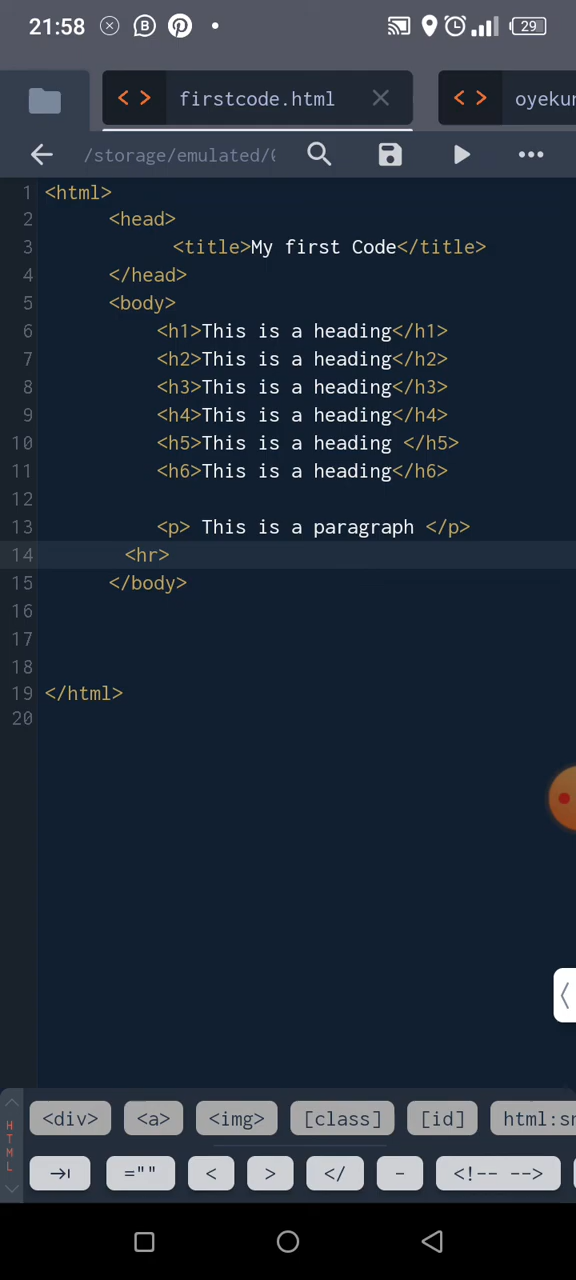 21:58
29
firstcode.html
oyekur
/storage/emulated/0
1 <html>
2 <head>
3 <title>My first Code</title>
4 </head>
5 <body>
6 <h1>This is a heading</h1>
7 <h2>This is a heading</h2>
8 <h3>This is a heading</h3>
9 <h4>This is a heading</h4>
10 <h5>This is a heading </h5>
11 <h6>This is a heading</h6>
12
13 <p> This is a paragraph </p>
14 <hr>
15 </body>
16
17
18
19 </html>
20
HTML
<div> <a> <img> [class] [id] html:sn
="" < > </ - <!-- -->